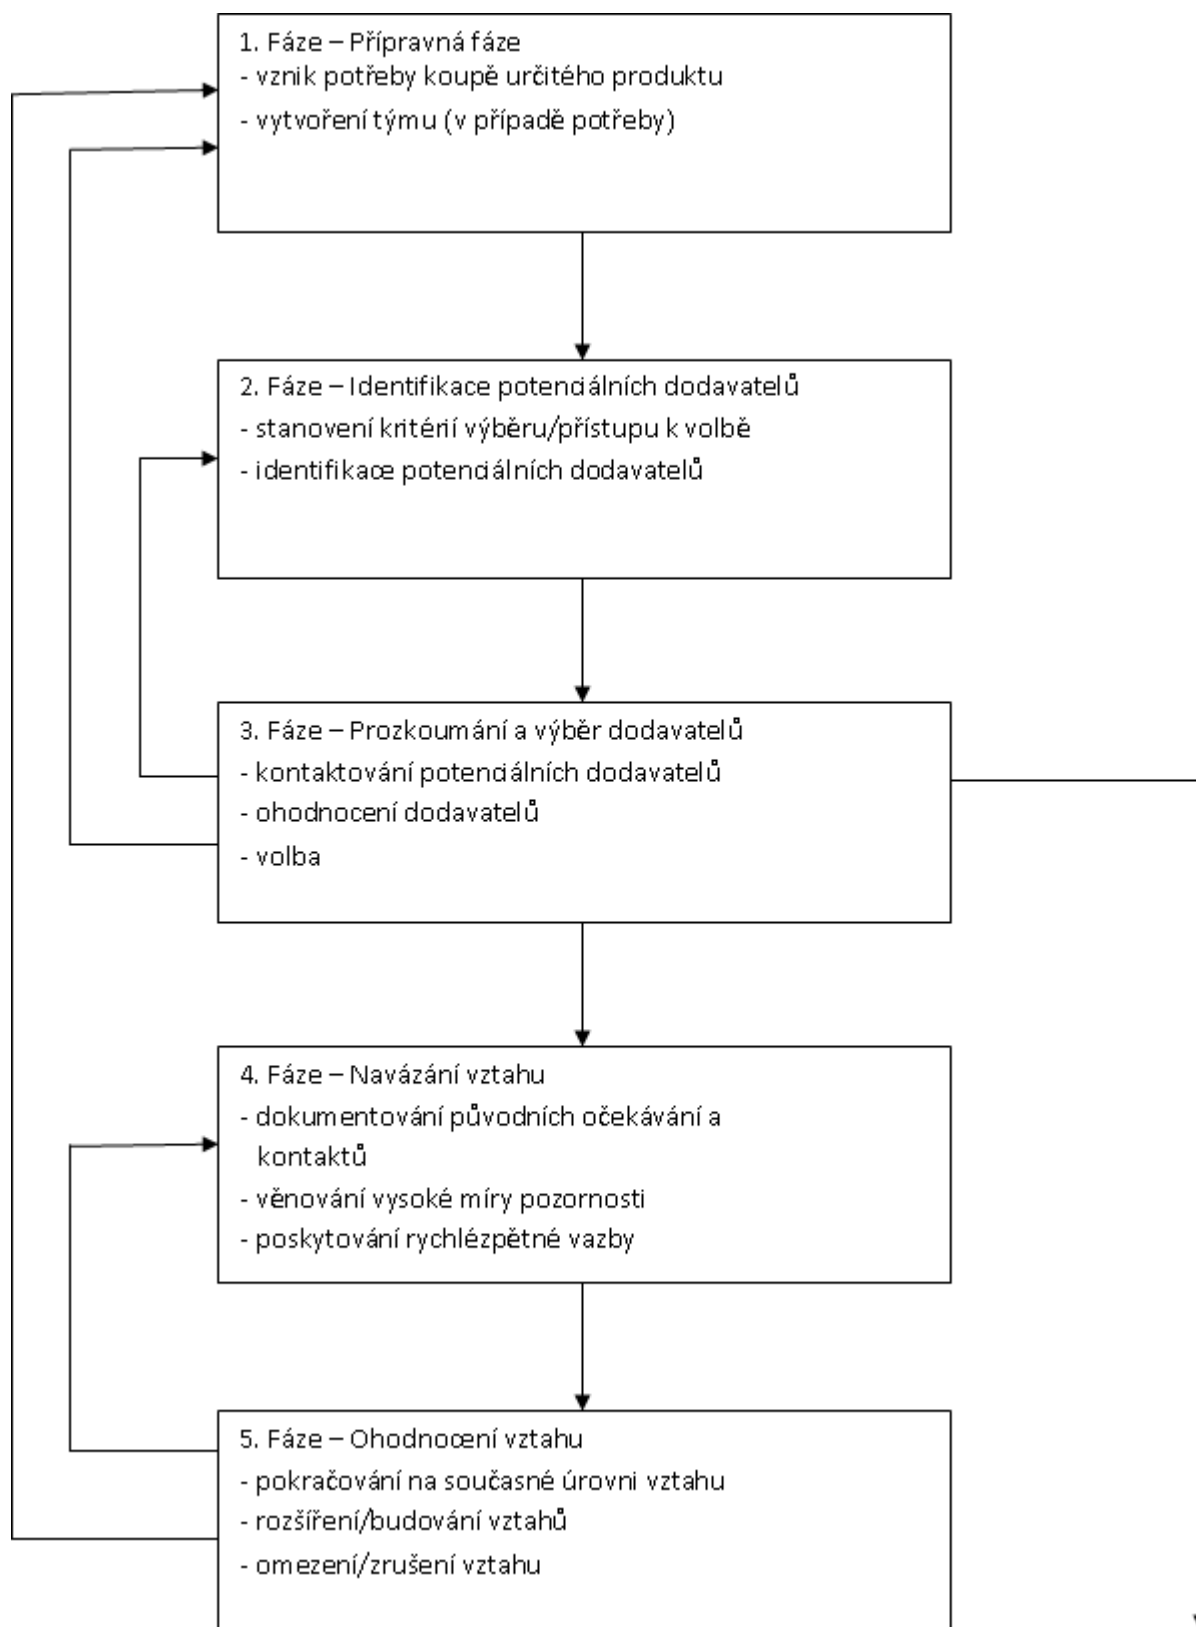 1. Fáze – Přípravná fáze
- vznik potřeby koupě určitého produktu
- vytvoření týmu (v případě potřeby)
2. Fáze – Identifikace potenciálních dodavatelů
- stanovení kritérií výběru/přístupu k volbě
- identifikace potenciálních dodavatelů
3. Fáze – Prozkoumání a výběr dodavatelů
- kontaktování potenciálních dodavatelů
- ohodnocení dodavatelů
- volba
4. Fáze – Navázání vztahu
- dokumentování původních očekávání a
kontaktů
- věnování vysoké míry pozornosti
- poskytování rychlézpětné vazby
5. Fáze – Ohodnocení vztahu
- pokračování na současné úrovni vztahu
- rozšíření/budování vztahů
- omezení/zrušení vztahu